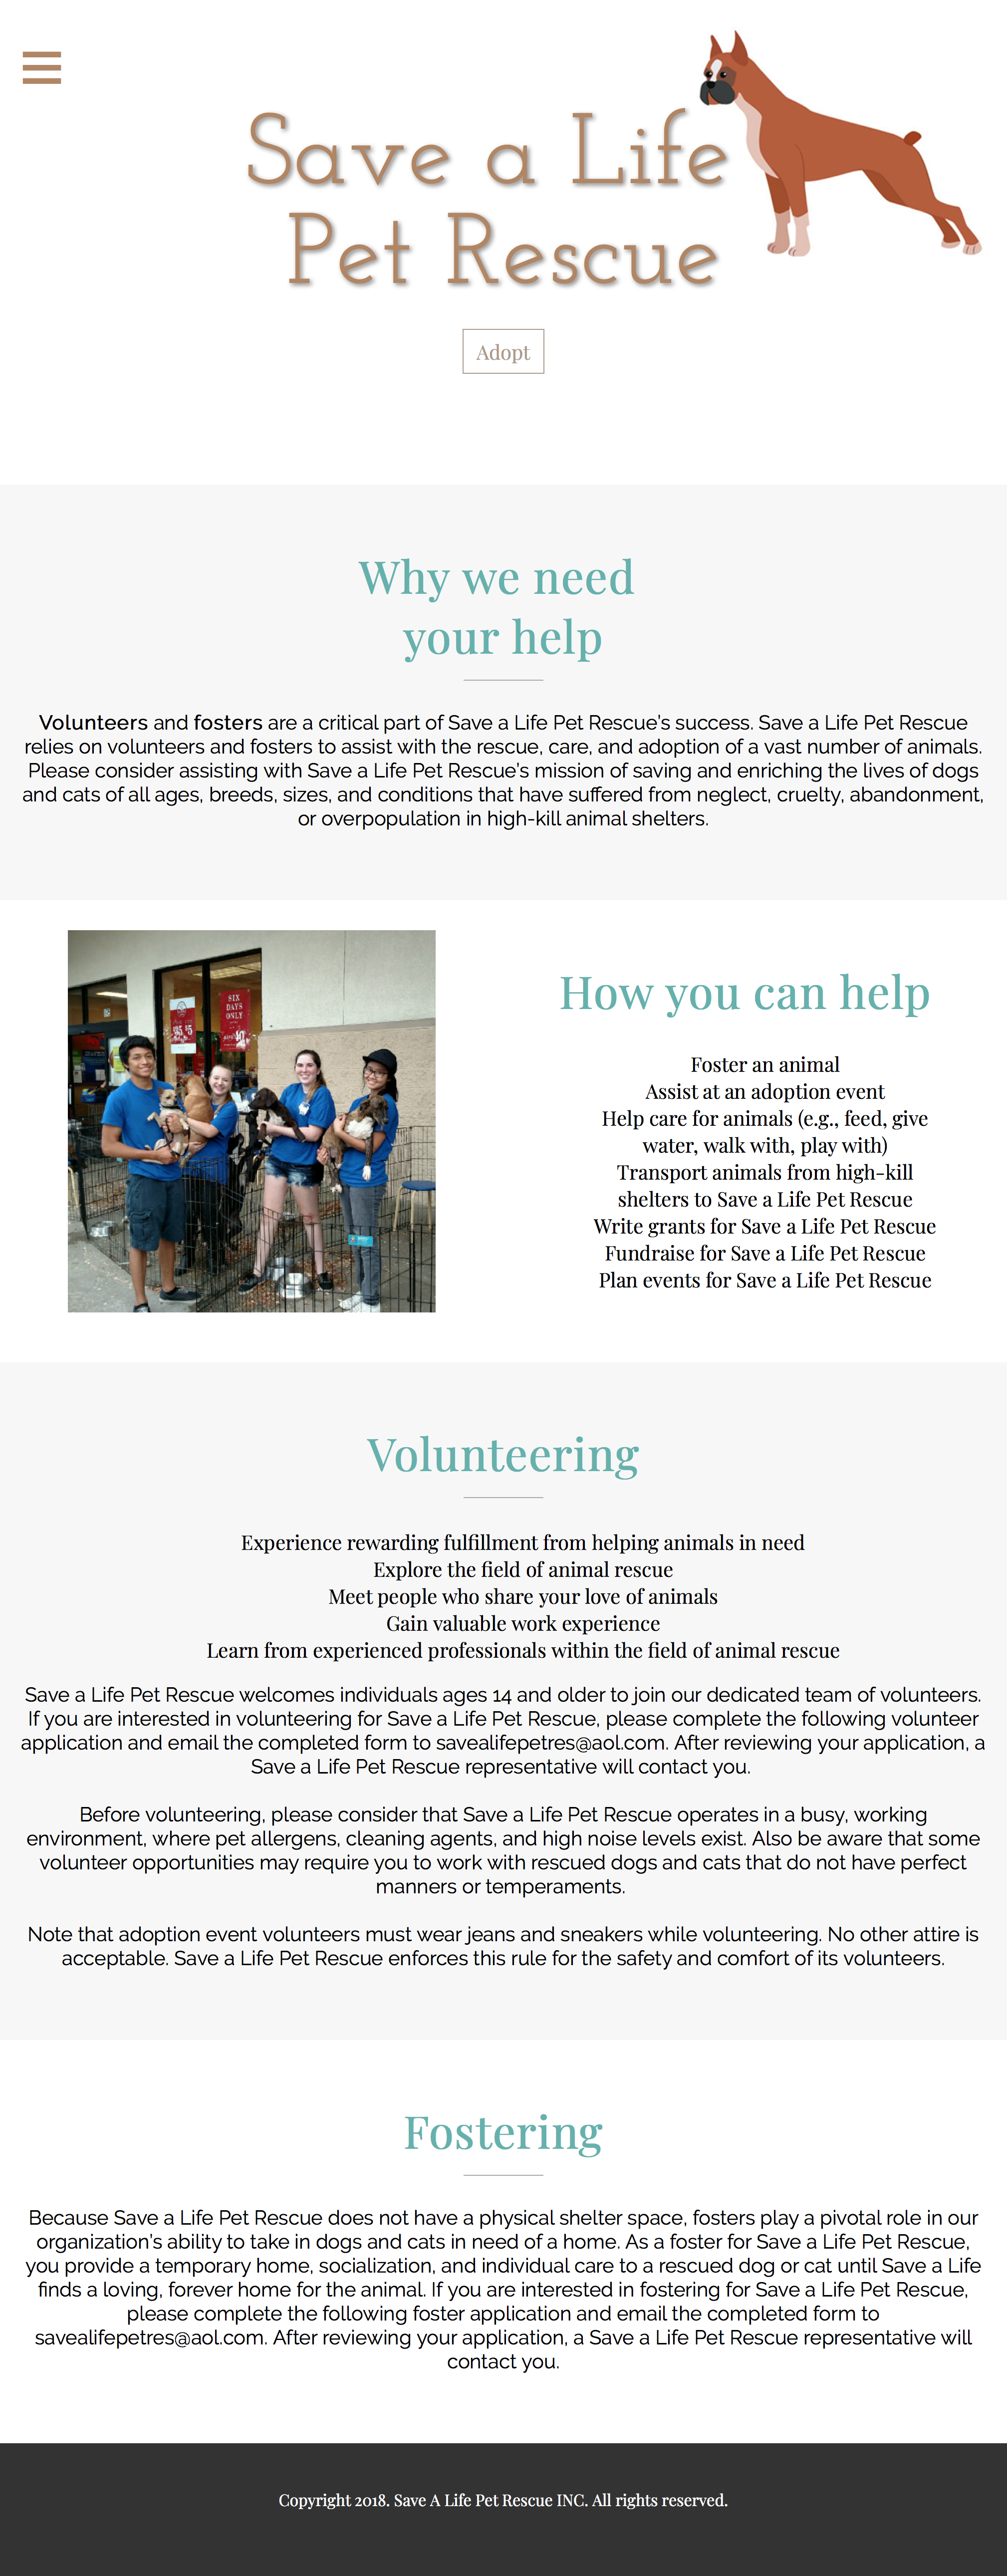 Save a Life
Pet Rescue
Adopt
Why we need
your help
Volunteers and fosters are a critical part of Save a Life Pet Rescue's success. Save a Life Pet Rescue
relies on volunteers and fosters to assist with the rescue, care, and adoption of a vast number of animals.
Please consider assisting with Save a Life Pet Rescue's mission of saving and enriching the lives of dogs
and cats of all ages, breeds, sizes, and conditions that have suffered from neglect, cruelty, abandonment,
or overpopulation in high-kill animal shelters.
SIX
DAYS
ONLY
How you can help
Foster an animal
Assist at an adoption event
Help care for animals (e.g., feed, give
water, walk with, play with)
Transport animals from high-kill
shelters to Save a Life Pet Rescue
Write grants for Save a Life Pet Rescue
Fundraise for Save a Life Pet Rescue
Plan events for Save a Life Pet Rescue
Volunteering
Experience rewarding fulfillment from helping animals in need
Explore the field of animal rescue
Meet people who share your love of animals
Gain valuable work experience
Learn from experienced professionals within the field of animal rescue
Save a Life Pet Rescue welcomes individuals ages 14 and older to join our dedicated team of volunteers.
If you are interested in volunteering for Save a Life Pet Rescue, please complete the following volunteer
application and email the completed form to savealifepetres@aol.com. After reviewing your application, a
Save a Life Pet Rescue representative will contact you.
Before volunteering, please consider that Save a Life Pet Rescue operates in a busy, working
environment, where pet allergens, cleaning agents, and high noise levels exist. Also be aware that some
volunteer opportunities may require you to work with rescued dogs and cats that do not have perfect
manners or temperaments.
Note that adoption event volunteers must wear jeans and sneakers while volunteering. No other attire is
acceptable. Save a Life Pet Rescue enforces this rule for the safety and comfort of its volunteers.
Fostering
Because Save a Life Pet Rescue does not have a physical shelter space, fosters play a pivotal role in our
organization's ability to take in dogs and cats in need of a home. As a foster for Save a Life Pet Rescue,
you provide a temporary home, socialization, and individual care to a rescued dog or cat until Save a Life
finds a loving, forever home for the animal. If you are interested in fostering for Save a Life Pet Rescue,
please complete the following foster application and email the completed form to
savealifepetres@aol.com. After reviewing your application, a Save a Life Pet Rescue representative will
contact you.
Copyright 2018. Save A Life Pet Rescue INC. All rights reserved.